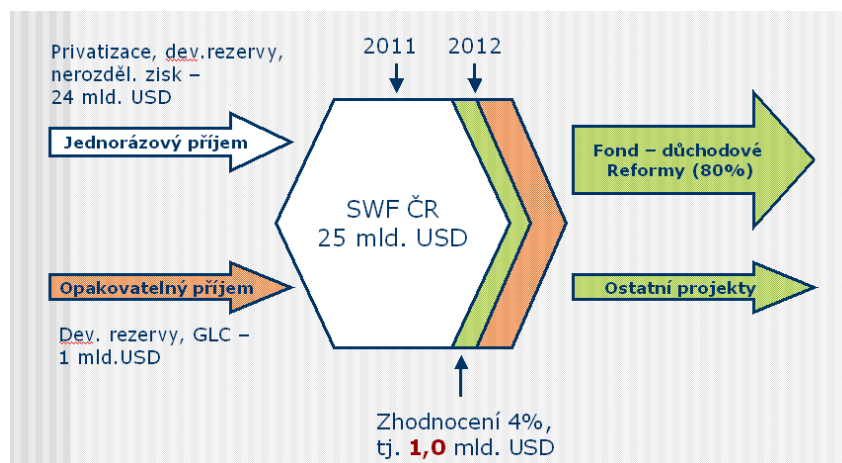 Privatizace, dev.rezervy,
nerozděl. zisk –
24 mld. USD
Jednorázový příjem
Opakovatelný příjem
Dev. rezervy, GLC –
1 mld.USD
2011
2012
SWF ČR
25 mld. USD
Zhodnocení 4%,
tj. 1,0 mld. USD
Fond – důchodové
Reformy (80%)
Ostatní projekty